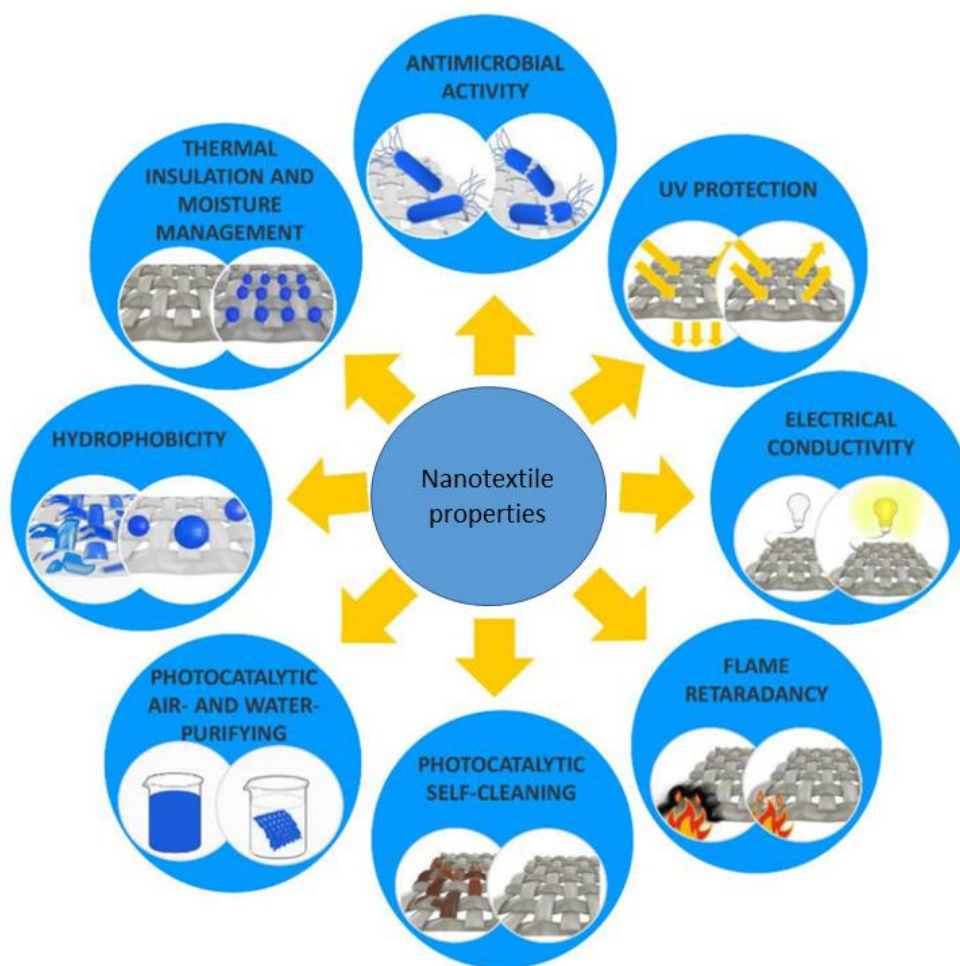 ANTIMICROBIAL
ACTIVITY
THERMAL
INSULATION AND
MOISTURE
MANAGEMENT
UV PROTECTION
HYDROPHOBICITY
ELECTRICAL
CONDUCTIVITY
Nanotextile
properties
PHOTOCATALYTIC
AIR- AND WATER-
PURIFYING
FLAME
RETARADANCY
PHOTOCATALYTIC
SELF-CLEANING